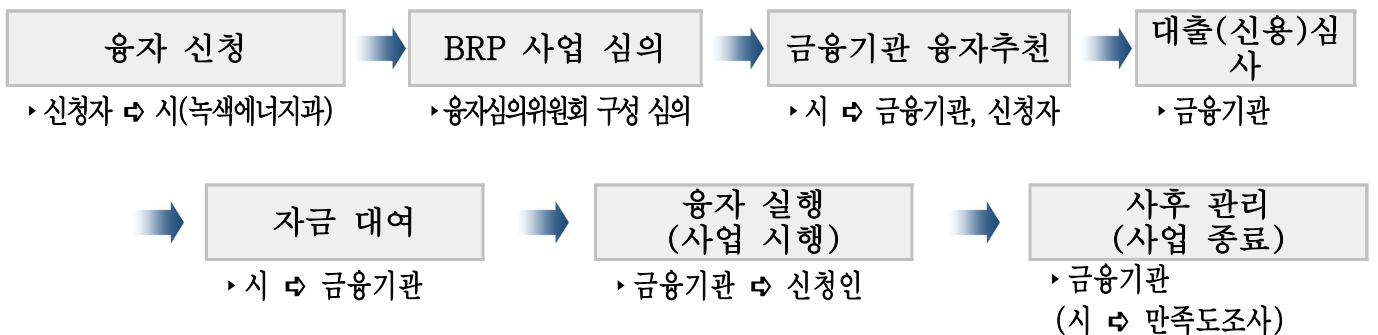 융자 신청
BRP 사업 심의
금융기관 융자추천
대출(신용)심
사
▸신청자 ➪ 시(녹색에너지과)
▸융자심의위원회 구성 심의
▸시 ➪ 금융기관, 신청자
▸금융기관
자금 대여
융자 실행
(사업 시행)
사후 관리
(사업 종료)
▸시 ➪ 금융기관
▸금융기관 ➪ 신청인
▸금융기관
(시 ➪ 만족도조사)